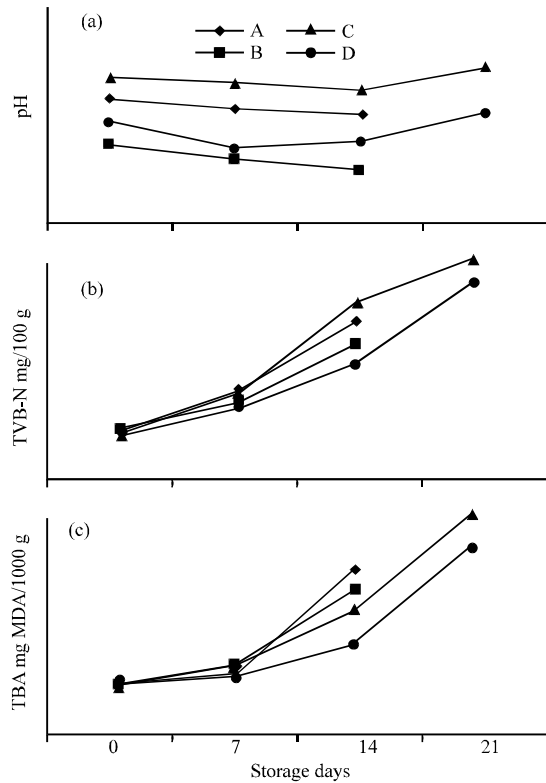 (a)
A
C
B
D
pH
(b)
TVB-N mg/100 g
(c)
TBA mg MDA/1000 g
0 7 14 21
Storage days